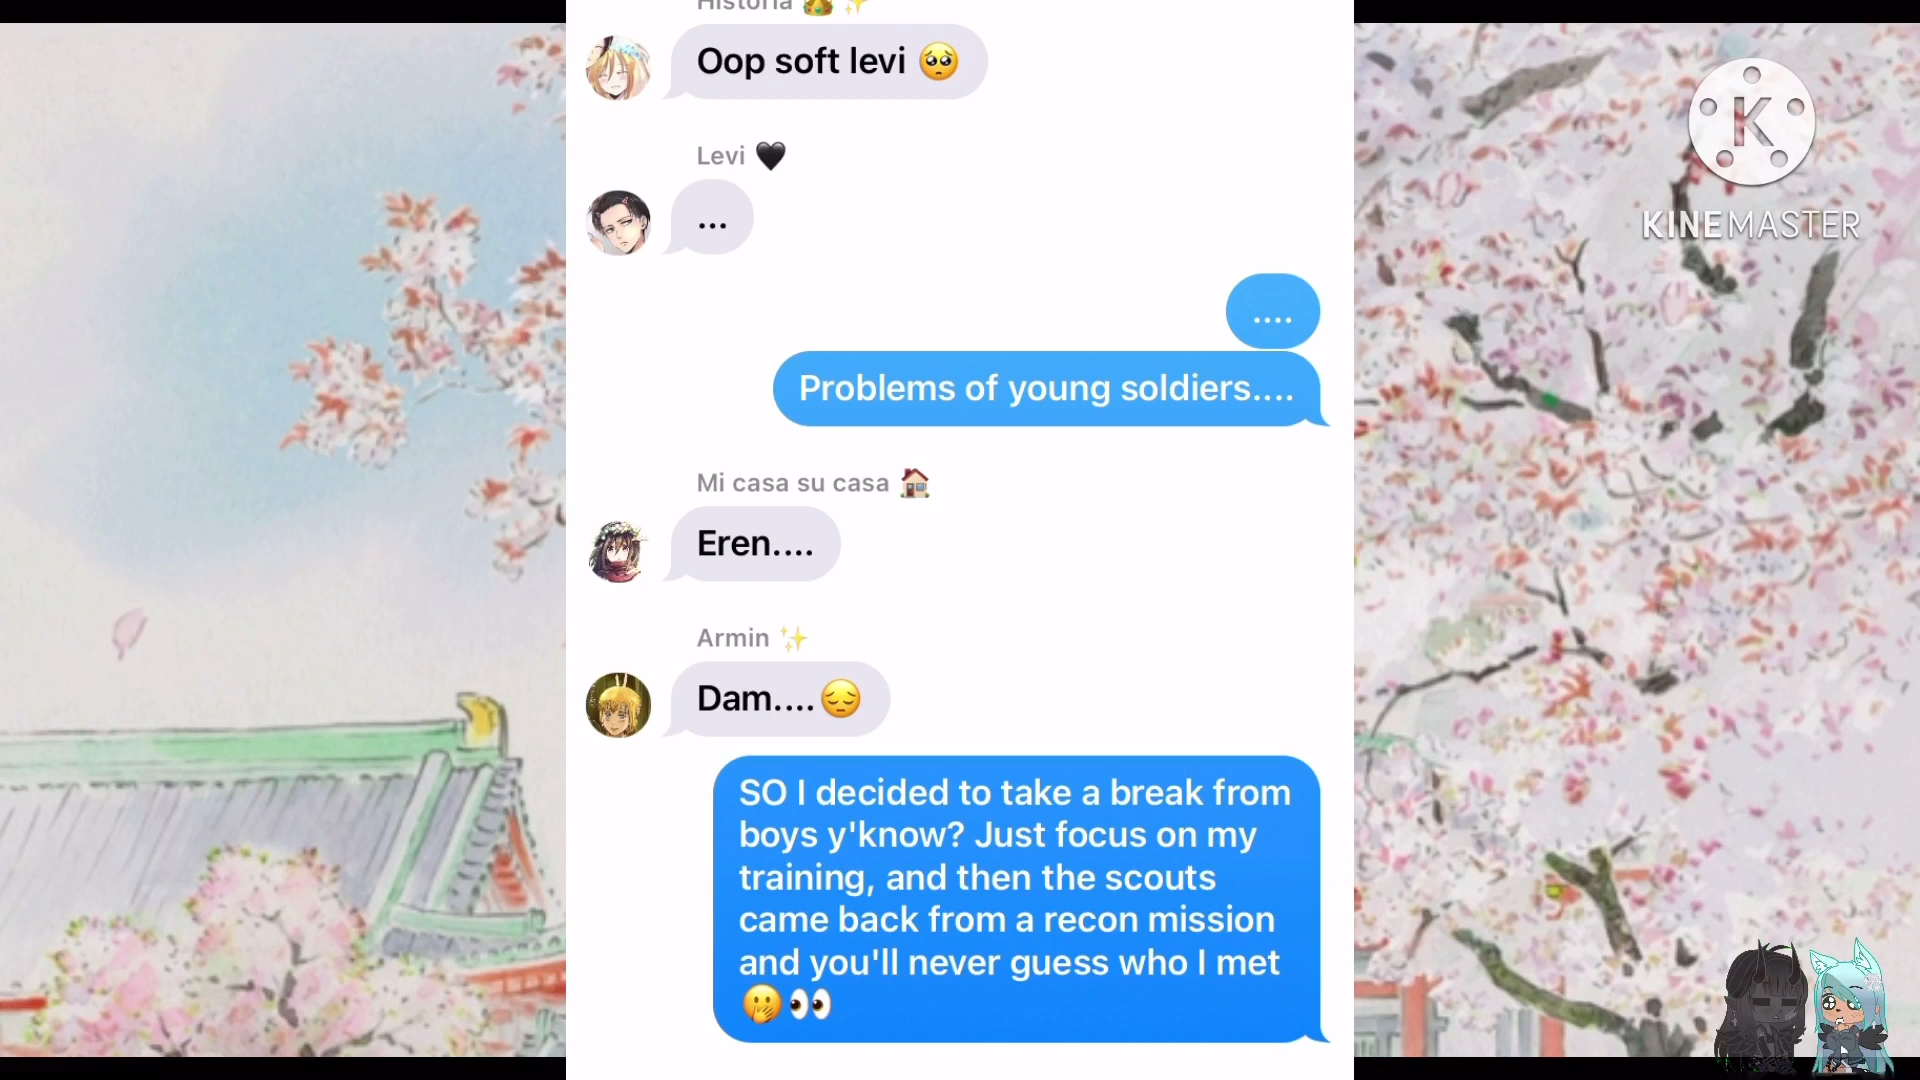 Historia 👑 ✨
Oop soft levi 🥺
Levi 🖤
...
....
Problems of young soldiers....
Mi casa su casa 🏠
Eren....
Armin ✨
Dam....😔
SO I decided to take a break from
boys y'know? Just focus on my
training, and then the scouts
came back from a recon mission
and you'll never guess who I met
🤭👀
K
KINEMASTER